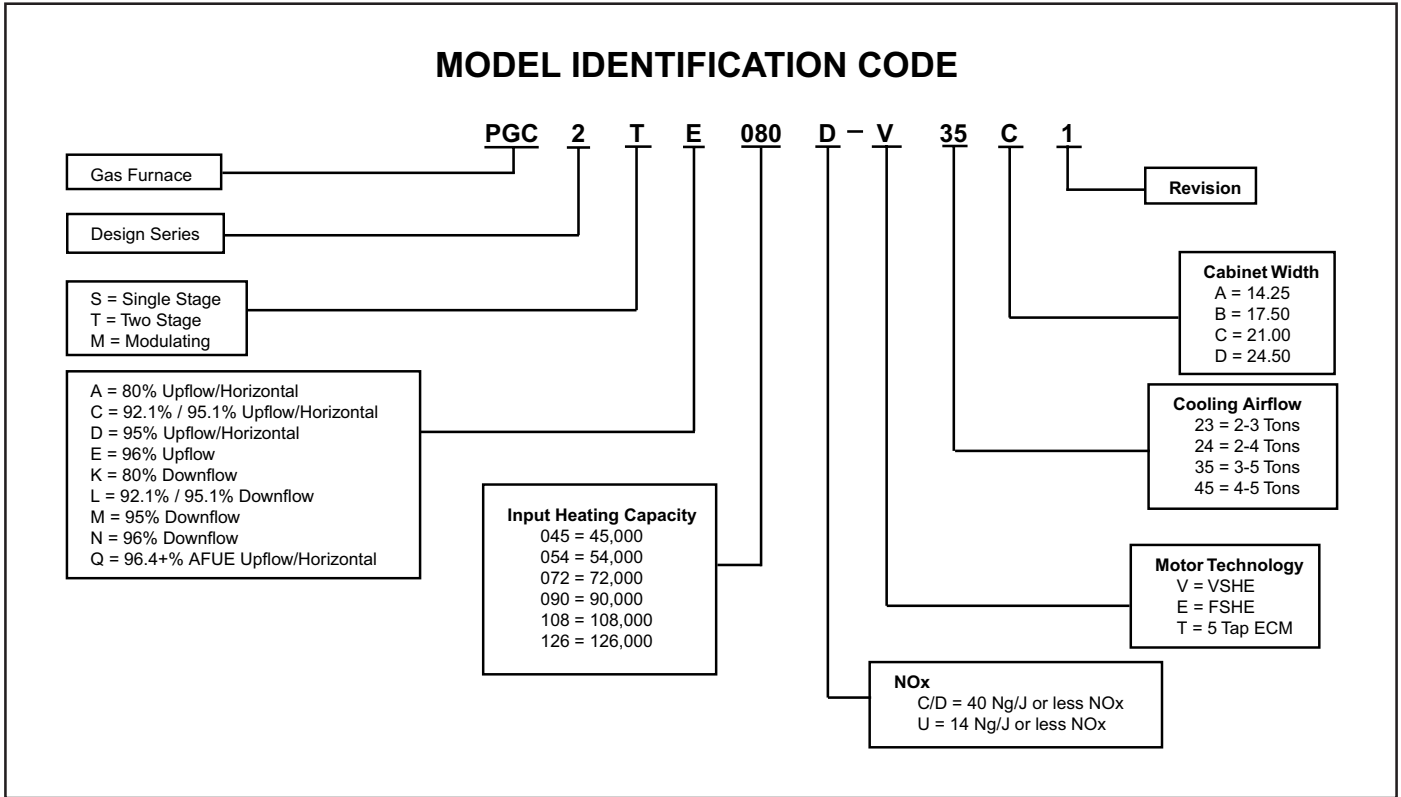 MODEL IDENTIFICATION CODE
PGC 2 T E 080 D – V 35 C 1
Gas Furnace
Design Series
S = Single Stage
T = Two Stage
M = Modulating
A = 80% Upflow/Horizontal
C = 92.1% / 95.1% Upflow/Horizontal
D = 95% Upflow/Horizontal
E = 96% Upflow
K = 80% Downflow
L = 92.1% / 95.1% Downflow
M = 95% Downflow
N = 96% Downflow
Q = 96.4+% AFUE Upflow/Horizontal
Input Heating Capacity
045 = 45,000
054 = 54,000
072 = 72,000
090 = 90,000
108 = 108,000
126 = 126,000
NOx
C/D = 40 Ng/J or less NOx
U = 14 Ng/J or less NOx
Motor Technology
V = VSHE
E = FSHE
T = 5 Tap ECM
Cooling Airflow
23 = 2-3 Tons
24 = 2-4 Tons
35 = 3-5 Tons
45 = 4-5 Tons
Cabinet Width
A = 14.25
B = 17.50
C = 21.00
D = 24.50
Revision